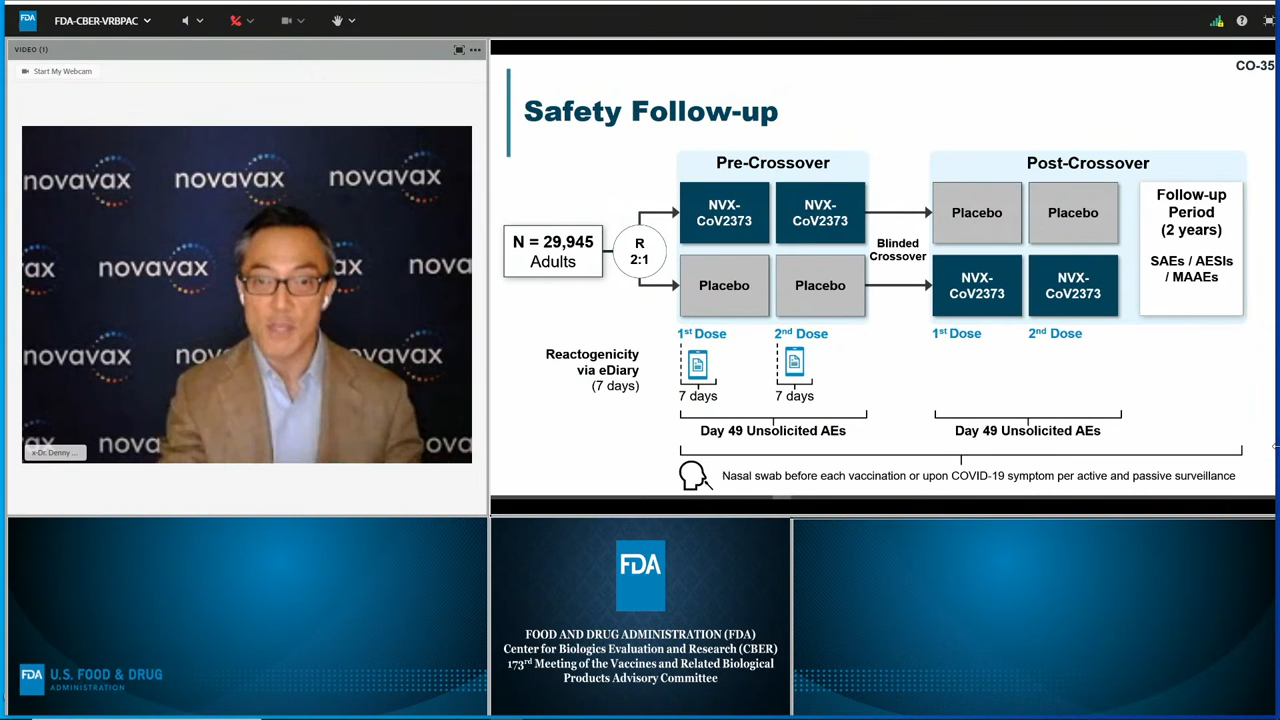 FDA
FDA-CBER-VRBPAC
VIDEO (1)
Start My Webcam
novavax
novavax
novavax
novavax
novavax
novavax
novavax
novavax
x-Dr. Denny ...
CO-35
Safety Follow-up
Pre-Crossover
Post-Crossover
N = 29,945
Adults
R
2:1
NVX-
CoV2373
NVX-
CoV2373
Placebo
Placebo
Blinded
Crossover
Placebo
Placebo
NVX-
CoV2373
NVX-
CoV2373
Follow-up
Period
(2 years)
SAEs / AESIs
/ MAAEs
1st Dose
2nd Dose
1st Dose
2nd Dose
Reactogenicity
via eDiary
(7 days)
7 days
7 days
Day 49 Unsolicited AEs
Day 49 Unsolicited AEs
Nasal swab before each vaccination or upon COVID-19 symptom per active and passive surveillance
FDA
U.S. FOOD & DRUG
ADMINISTRATION
FDA
FOOD AND DRUG ADMINISTRATION (FDA)
Center for Biologics Evaluation and Research (CBER)
173rd Meeting of the Vaccines and Related Biological
Products Advisory Committee